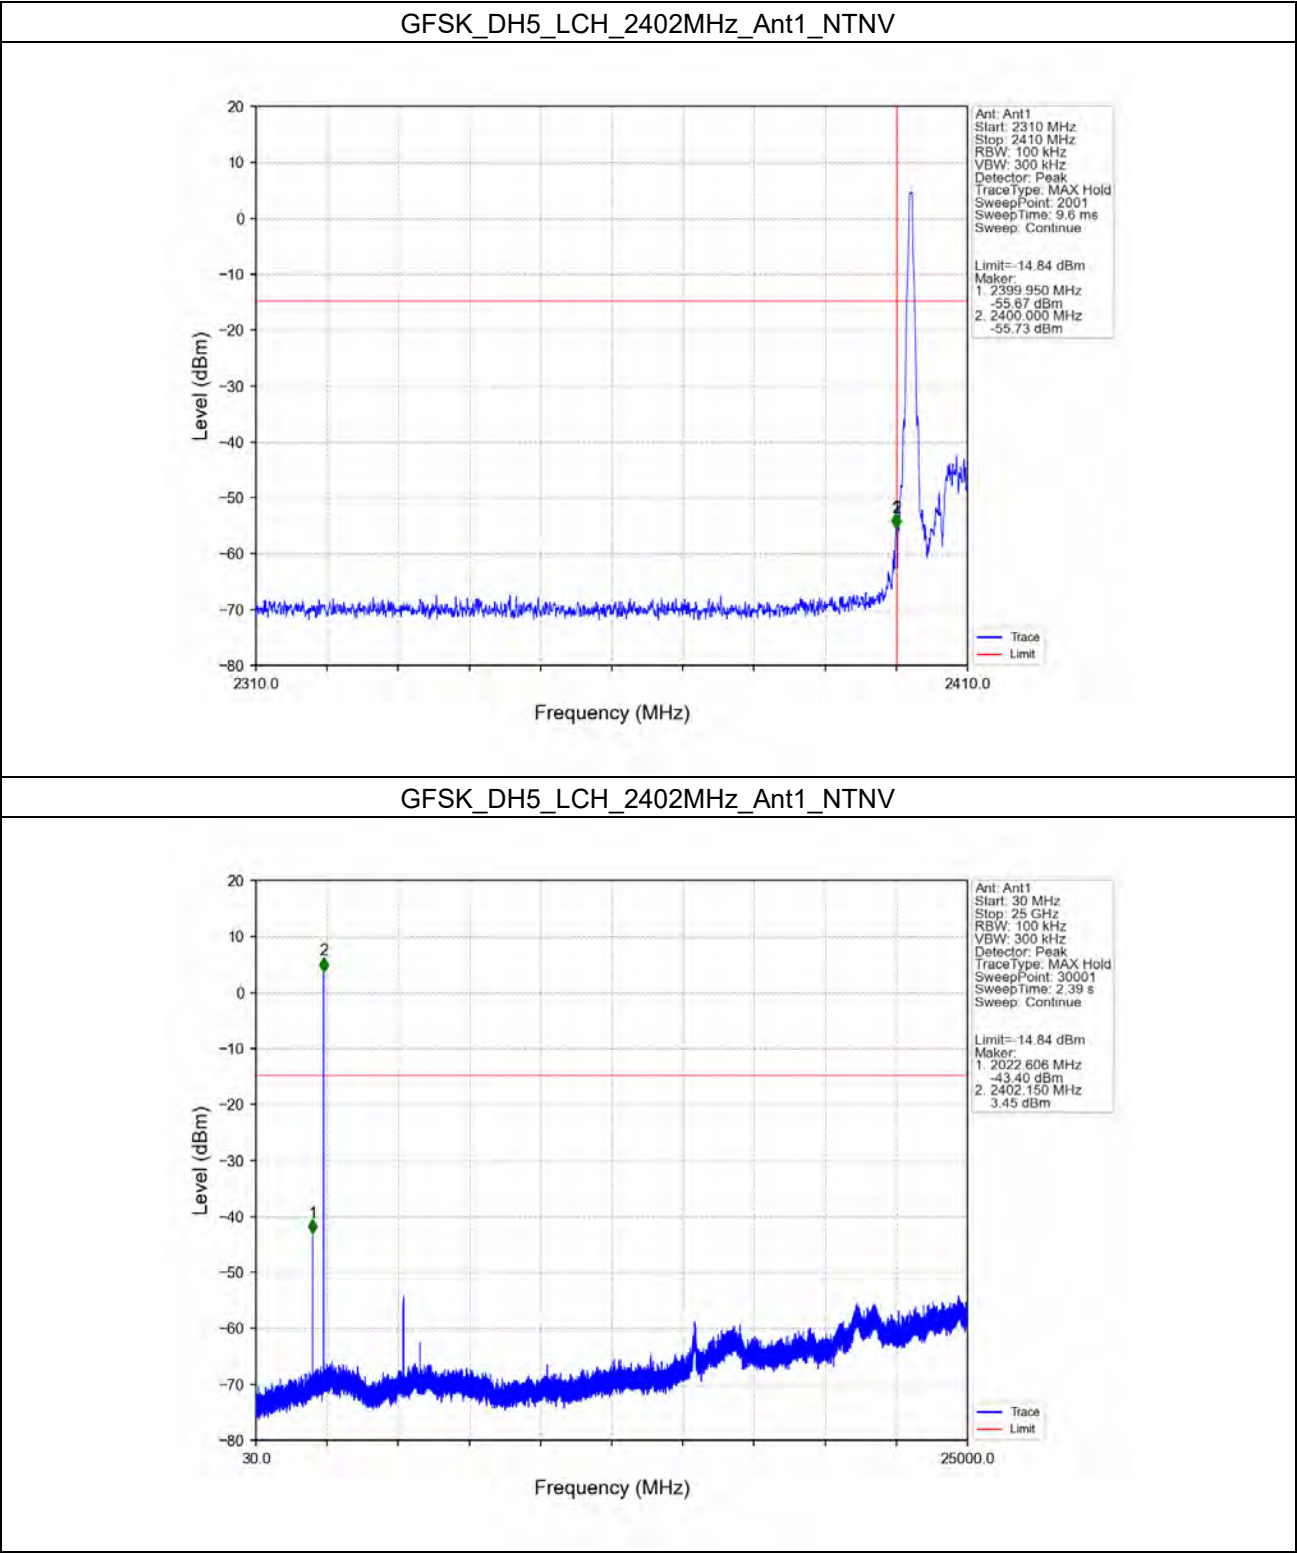 GFSK_DH5_LCH_2402MHz_Ant1_NTNV
20
10
0
−10
−20
−30
−40
−50
−60
−70
−80
Level (dBm)
2310.0
2410.0
Frequency (MHz)
2
Ant: Ant1
Start: 2310 MHz
Stop: 2410 MHz
RBW: 100 kHz
VBW: 300 kHz
Detector: Peak
TraceType: MAX Hold
SweepPoint: 2001
SweepTime: 9.6 ms
Sweep: Continue
Limit=-14.84 dBm
Maker:
1. 2399.950 MHz
-55.67 dBm
2. 2400.000 MHz
-55.73 dBm
Trace
Limit
GFSK_DH5_LCH_2402MHz_Ant1_NTNV
20
10
0
−10
−20
−30
−40
−50
−60
−70
−80
Level (dBm)
30.0
25000.0
Frequency (MHz)
1
2
Ant: Ant1
Start: 30 MHz
Stop: 25 GHz
RBW: 100 kHz
VBW: 300 kHz
Detector: Peak
TraceType: MAX Hold
SweepPoint: 30001
SweepTime: 2.39 s
Sweep: Continue
Limit=-14.84 dBm
Maker:
1. 2022.606 MHz
-43.40 dBm
2. 2402.150 MHz
3.45 dBm
Trace
Limit